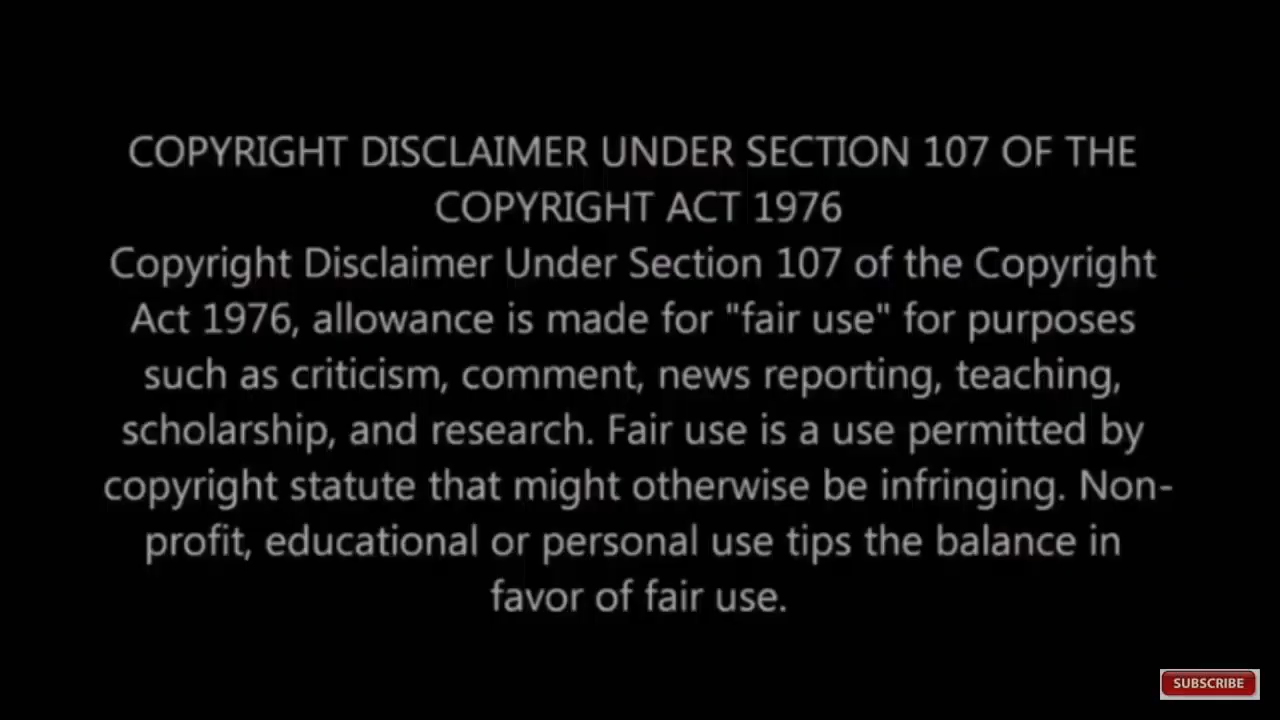 COPYRIGHT DISCLAIMER UNDER SECTION 107 OF THE
COPYRIGHT ACT 1976
Copyright Disclaimer Under Section 107 of the Copyright
Act 1976, allowance is made for "fair use" for purposes
such as criticism, comment, news reporting, teaching,
scholarship, and research. Fair use is a use permitted by
copyright statute that might otherwise be infringing. Non-
profit, educational or personal use tips the balance in
favor of fair use.
SUBSCRIBE